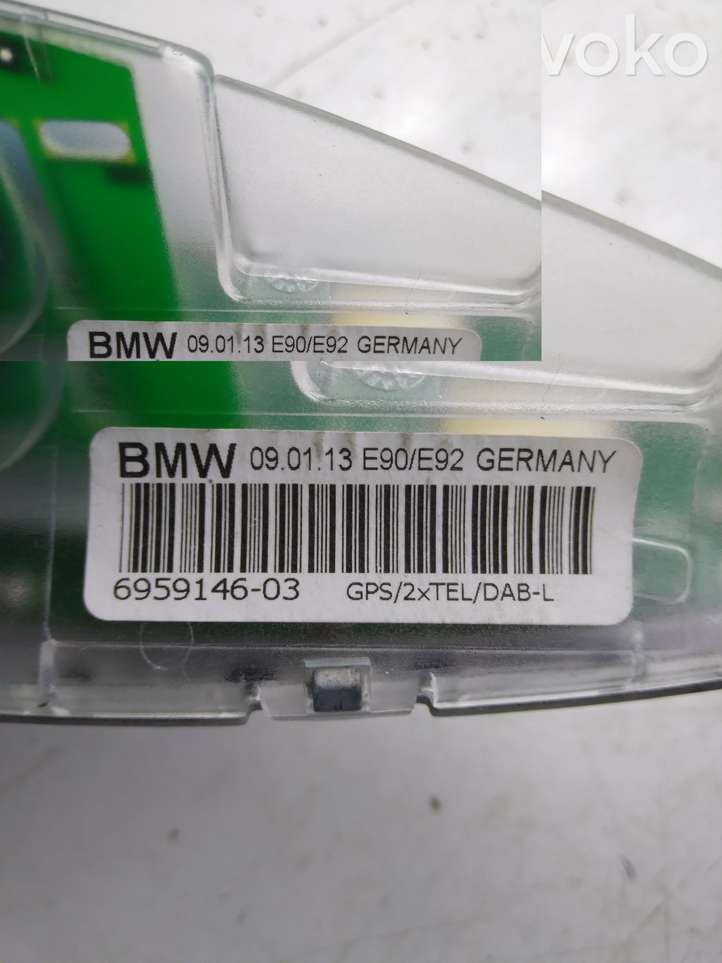 voko
BMW 09.01.13 E90/E92 GERMANY
BMW 09.01.13 E90/E92 GERMANY
6959146-03 GPS/2xTEL/DAB-L